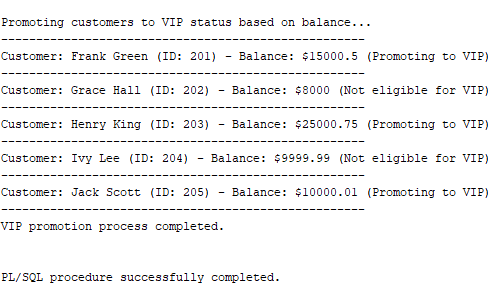 Promoting customers to VIP status based on balance...
----------------------------------------------------
Customer: Frank Green (ID: 201) - Balance: $15000.5 (Promoting to VIP)
----------------------------------------------------
Customer: Grace Hall (ID: 202) - Balance: $8000 (Not eligible for VIP)
----------------------------------------------------
Customer: Henry King (ID: 203) - Balance: $25000.75 (Promoting to VIP)
----------------------------------------------------
Customer: Ivy Lee (ID: 204) - Balance: $9999.99 (Not eligible for VIP)
----------------------------------------------------
Customer: Jack Scott (ID: 205) - Balance: $10000.01 (Promoting to VIP)
----------------------------------------------------
VIP promotion process completed.
PL/SQL procedure successfully completed.